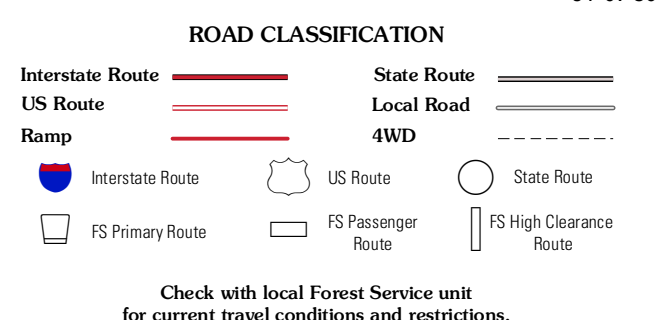 ROAD CLASSIFICATION
Interstate Route
State Route
US Route
Local Road
Ramp
4WD
Interstate Route
US Route
State Route
FS Primary Route
FS Passenger
Route
FS High Clearance
Route
Check with local Forest Service unit
for current travel conditions and restrictions.